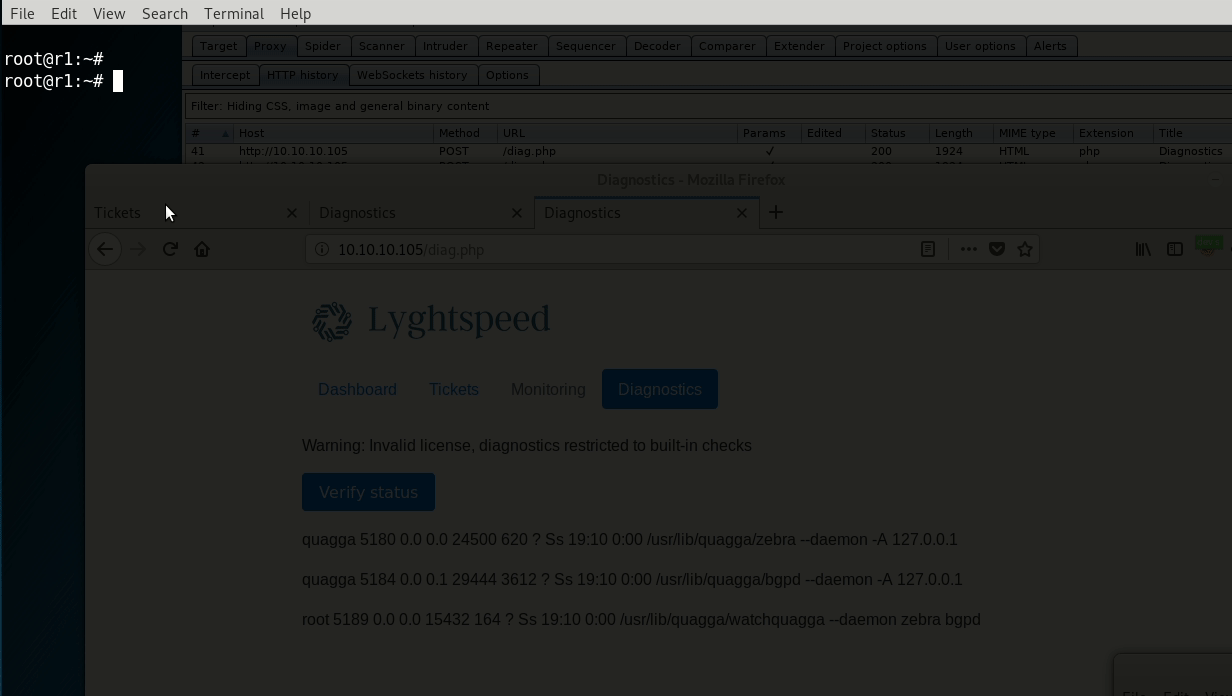 File Edit View Search Terminal Help
root@r1:~#
root@r1:~#
Target Proxy Spider Scanner Intruder Repeater Sequencer Decoder Comparer Extender Project options User options Alerts
Intercept HTTP history WebSockets history Options
Filter: Hiding CSS, image and general binary content
# Host Method URL Params Edited Status Length MIME type Extension Title
41 http://10.10.10.105 POST /diag.php ✓ 200 1924 HTML php Diagnostics
Diagnostics - Mozilla Firefox
Tickets Diagnostics Diagnostics
10.10.10.105/diag.php
Lyghtspeed
Dashboard Tickets Monitoring Diagnostics
Warning: Invalid license, diagnostics restricted to built-in checks
Verify status
quagga 5180 0.0 0.0 24500 620 ? Ss 19:10 0:00 /usr/lib/quagga/zebra --daemon -A 127.0.0.1
quagga 5184 0.0 0.1 29444 3612 ? Ss 19:10 0:00 /usr/lib/quagga/bgpd --daemon -A 127.0.0.1
root 5189 0.0 0.0 15432 164 ? Ss 19:10 0:00 /usr/lib/quagga/watchquagga --daemon zebra bgpd